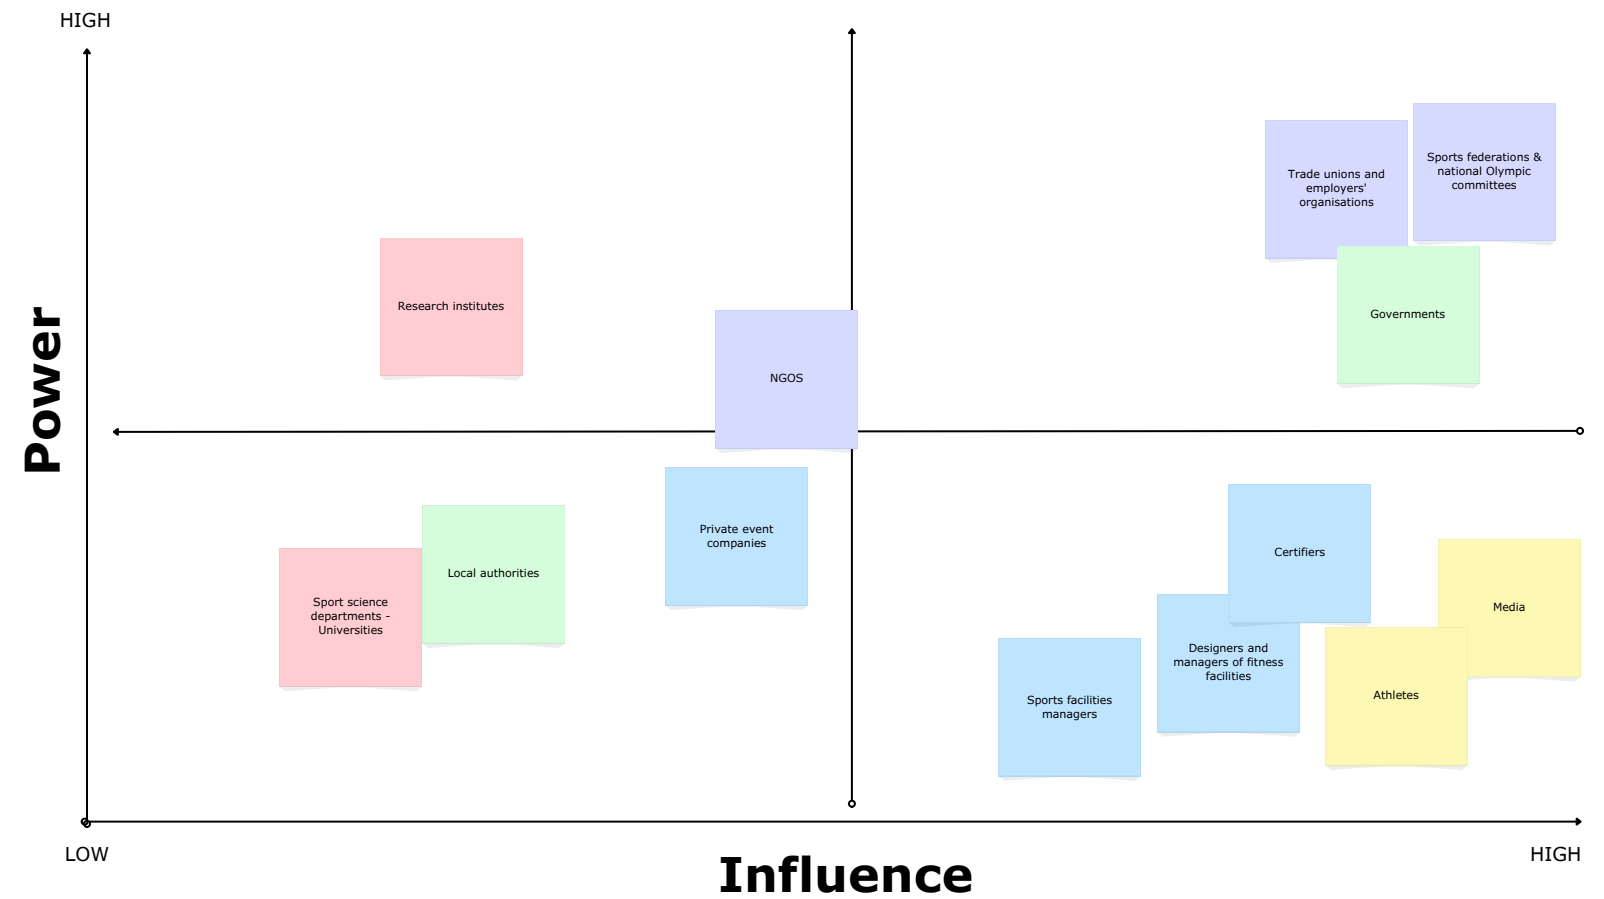 HIGH
Sports federations &
national Olympic
committees
Trade unions and
employers'
organisations
Research institutes
Governments
Power
NGOS
Private event
companies
Certifiers
Local authorities
Sport science
departments -
Universities
Media
Designers and
managers of fitness
facilities
Athletes
Sports facilities
managers
LOW
HIGH
Influence